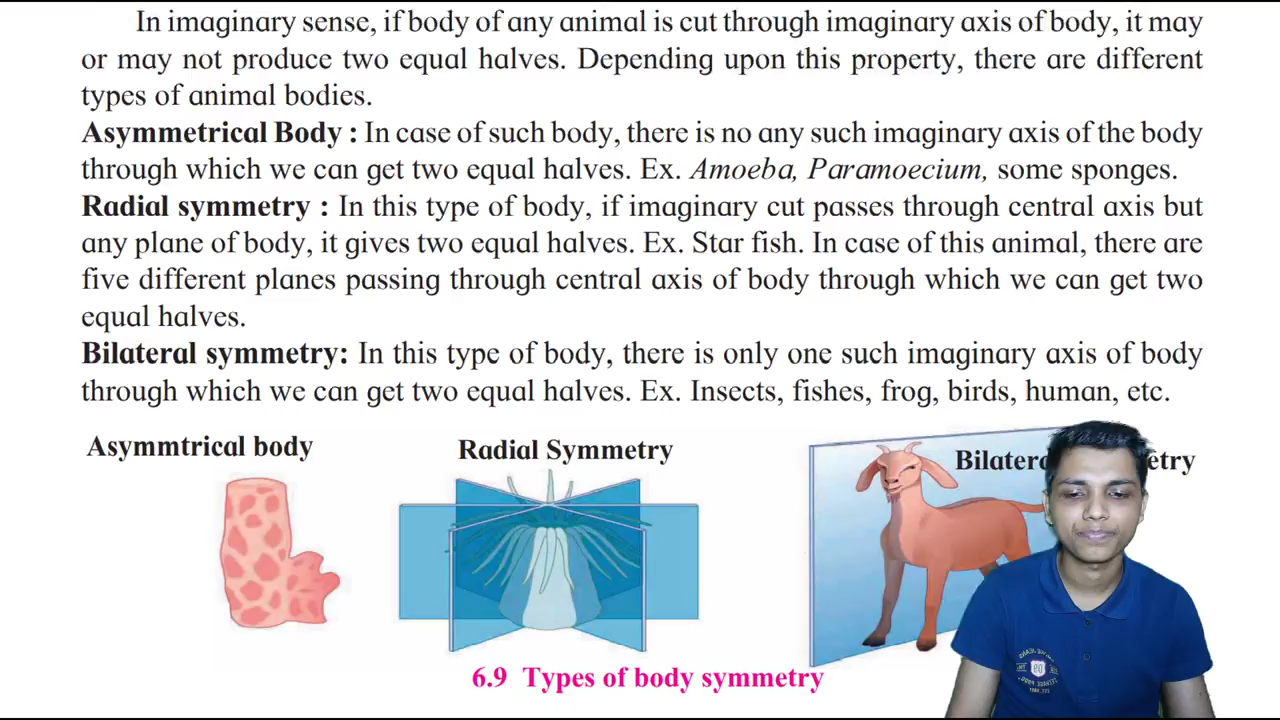 In imaginary sense, if body of any animal is cut through imaginary axis of body, it may
or may not produce two equal halves. Depending upon this property, there are different
types of animal bodies.
Asymmetrical Body : In case of such body, there is no any such imaginary axis of the body
through which we can get two equal halves. Ex. Amoeba, Paramoecium, some sponges.
Radial symmetry : In this type of body, if imaginary cut passes through central axis but
any plane of body, it gives two equal halves. Ex. Star fish. In case of this animal, there are
five different planes passing through central axis of body through which we can get two
equal halves.
Bilateral symmetry: In this type of body, there is only one such imaginary axis of body
through which we can get two equal halves. Ex. Insects, fishes, frog, birds, human, etc.
Asymmtrical body
Radial Symmetry
6.9 Types of body symmetry